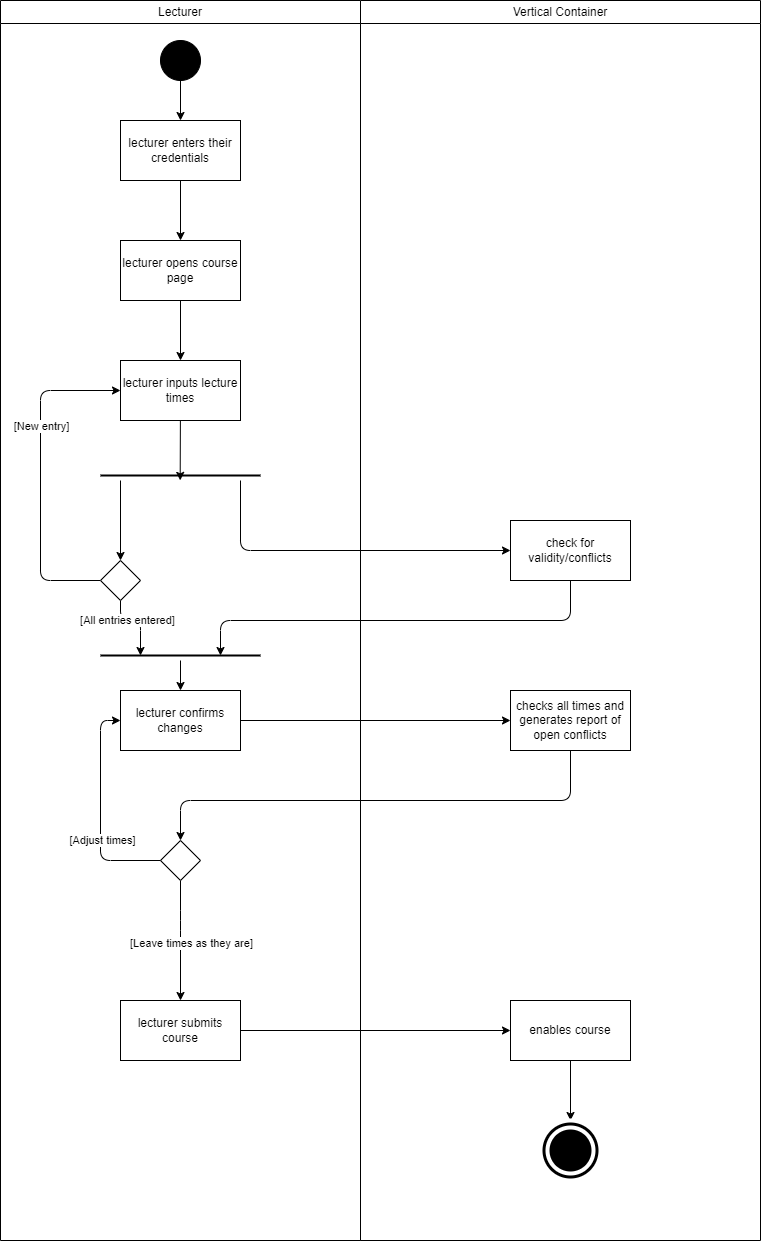 Lecturer
Vertical Container
lecturer enters their
credentials
lecturer opens course
page
lecturer inputs lecture
times
[New entry]
check for
validity/conflicts
[All entries entered]
lecturer confirms
changes
checks all times and
generates report of
open conflicts
[Adjust times]
[Leave times as they are]
lecturer submits
course
enables course